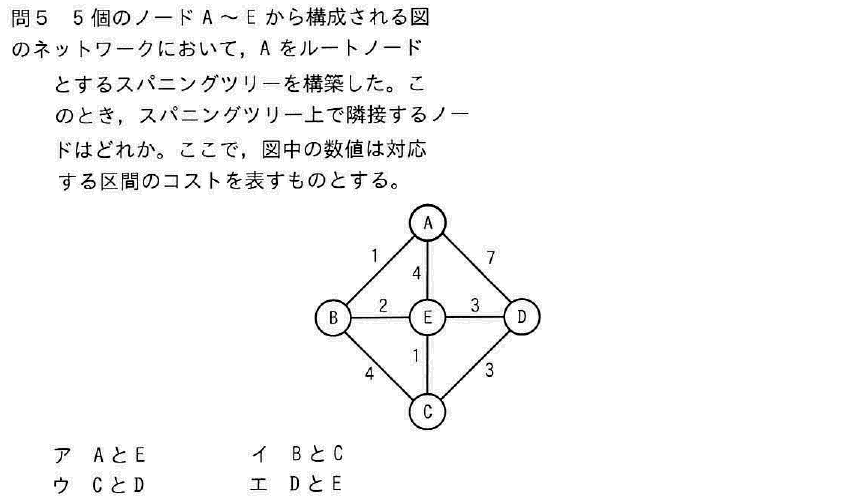 問5 5個のノードA～Eから構成される図
のネットワークにおいて，Aをルートノード
とするスパニングツリーを構築した。こ
のとき，スパニングツリー上で隣接するノー
ドはどれか。ここで，図中の数値は対応
する区間のコストを表すものとする。
A
1
4
7
B
2
E
3
D
4
1
3
C
ア AとE イ BとC
ウ CとD エ DとE